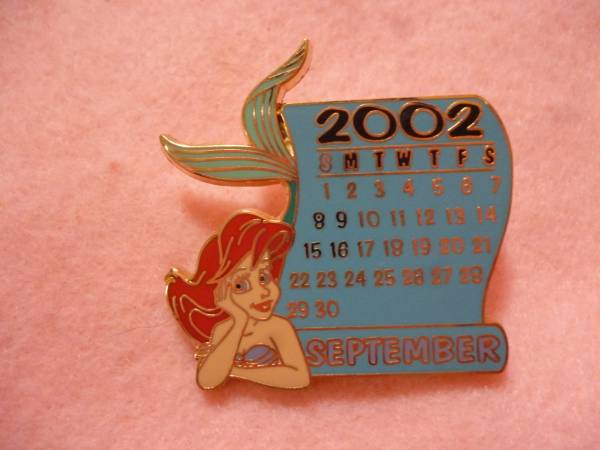 2002
S M T W T F S
1 2 3 4 5 6 7
8 9 10 11 12 13 14
15 16 17 18 19 20 21
22 23 24 25 26 27 28
29 30
SEPTEMBER